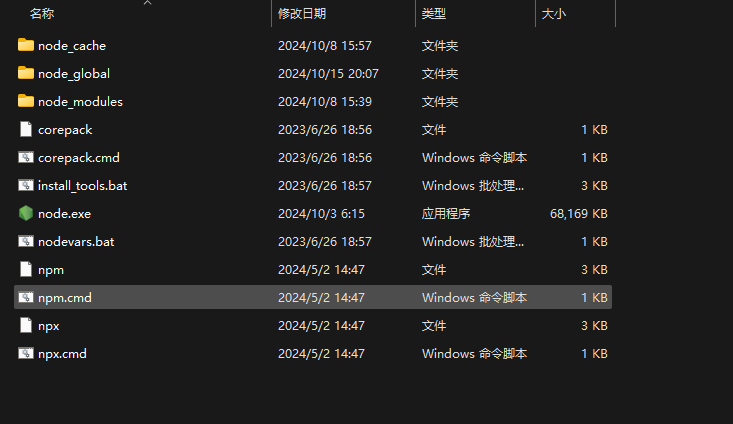 名称 修改日期 类型 大小
node_cache 2024/10/8 15:57 文件夹
node_global 2024/10/15 20:07 文件夹
node_modules 2024/10/8 15:39 文件夹
corepack 2023/6/26 18:56 文件 1 KB
corepack.cmd 2023/6/26 18:56 Windows 命令脚本 1 KB
install_tools.bat 2023/6/26 18:57 Windows 批处理... 3 KB
node.exe 2024/10/3 6:15 应用程序 68,169 KB
nodevars.bat 2023/6/26 18:57 Windows 批处理... 1 KB
npm 2024/5/2 14:47 文件 3 KB
npm.cmd 2024/5/2 14:47 Windows 命令脚本 1 KB
npx 2024/5/2 14:47 文件 3 KB
npx.cmd 2024/5/2 14:47 Windows 命令脚本 1 KB